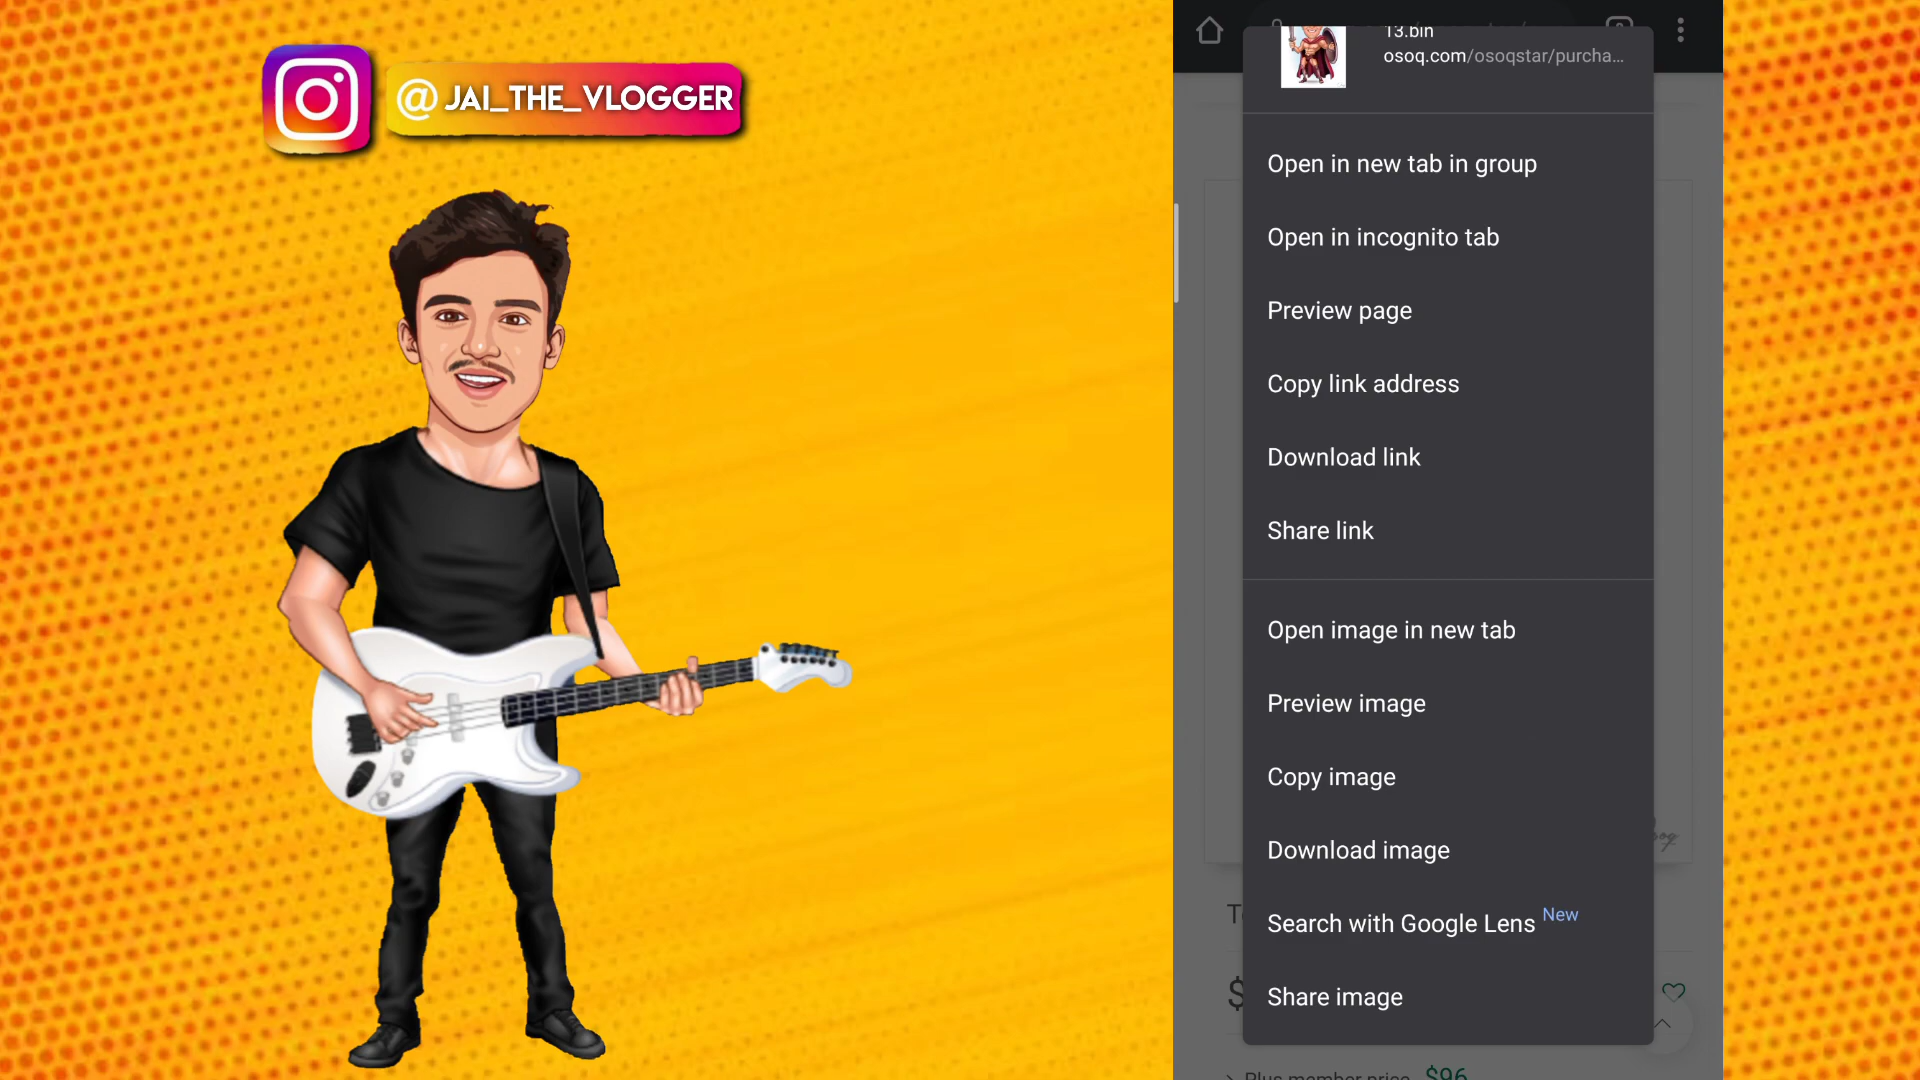 @JAI_THE_VLOGGER
13.bin
osoq.com/osoqstar/purcha...
Open in new tab in group
Open in incognito tab
Preview page
Copy link address
Download link
Share link
Open image in new tab
Preview image
Copy image
Download image
Search with Google Lens New
Share image
$
Plus member price $96